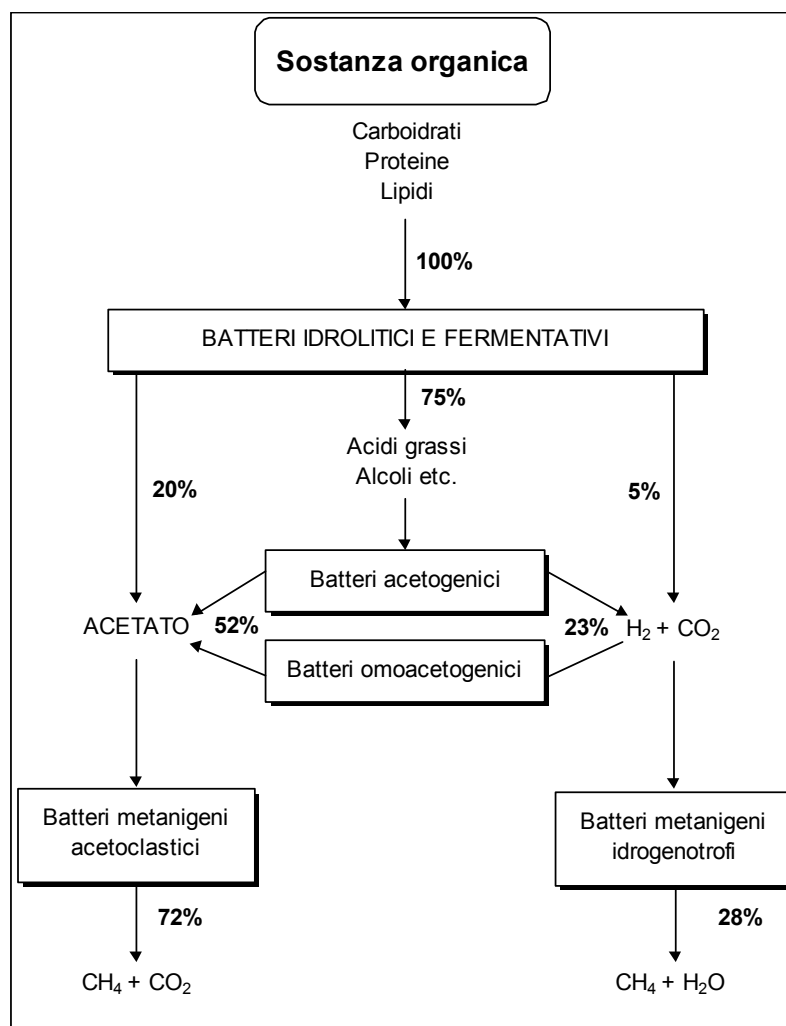 Sostanza organica
Carboidrati
Proteine
Lipidi
100%
BATTERI IDROLITICI E FERMENTATIVI
75%
Acidi grassi
Alcoli etc.
20%
5%
Batteri acetogenici
ACETATO
52%
23%
H₂ + CO₂
Batteri omoacetogenici
Batteri metanigeni
acetoclastici
Batteri metanigeni
idrogenotrofi
72%
28%
CH₄ + CO₂
CH₄ + H₂O